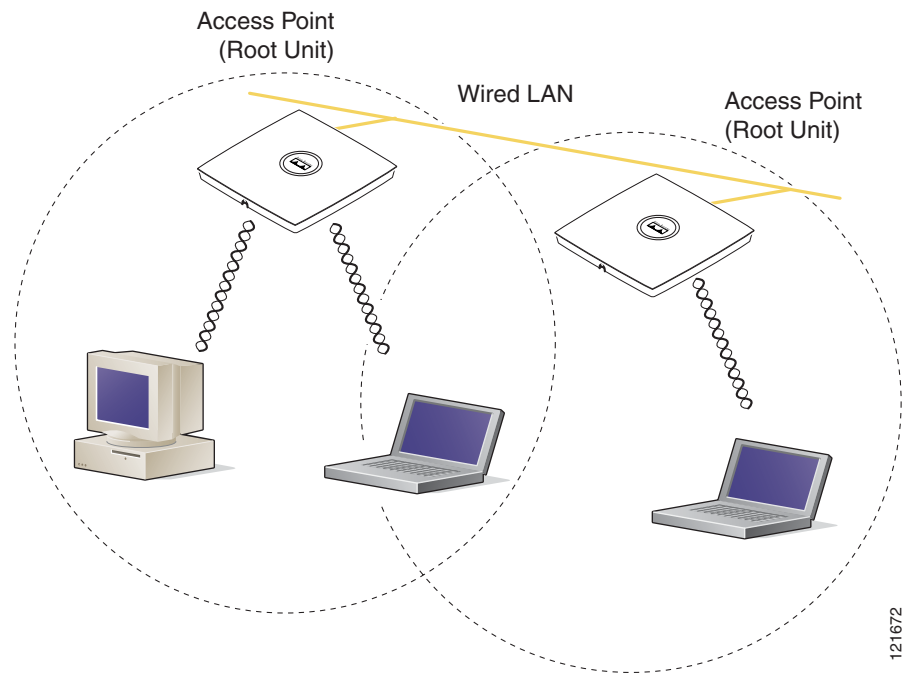 Access Point
(Root Unit)
Wired LAN
Access Point
(Root Unit)
121672